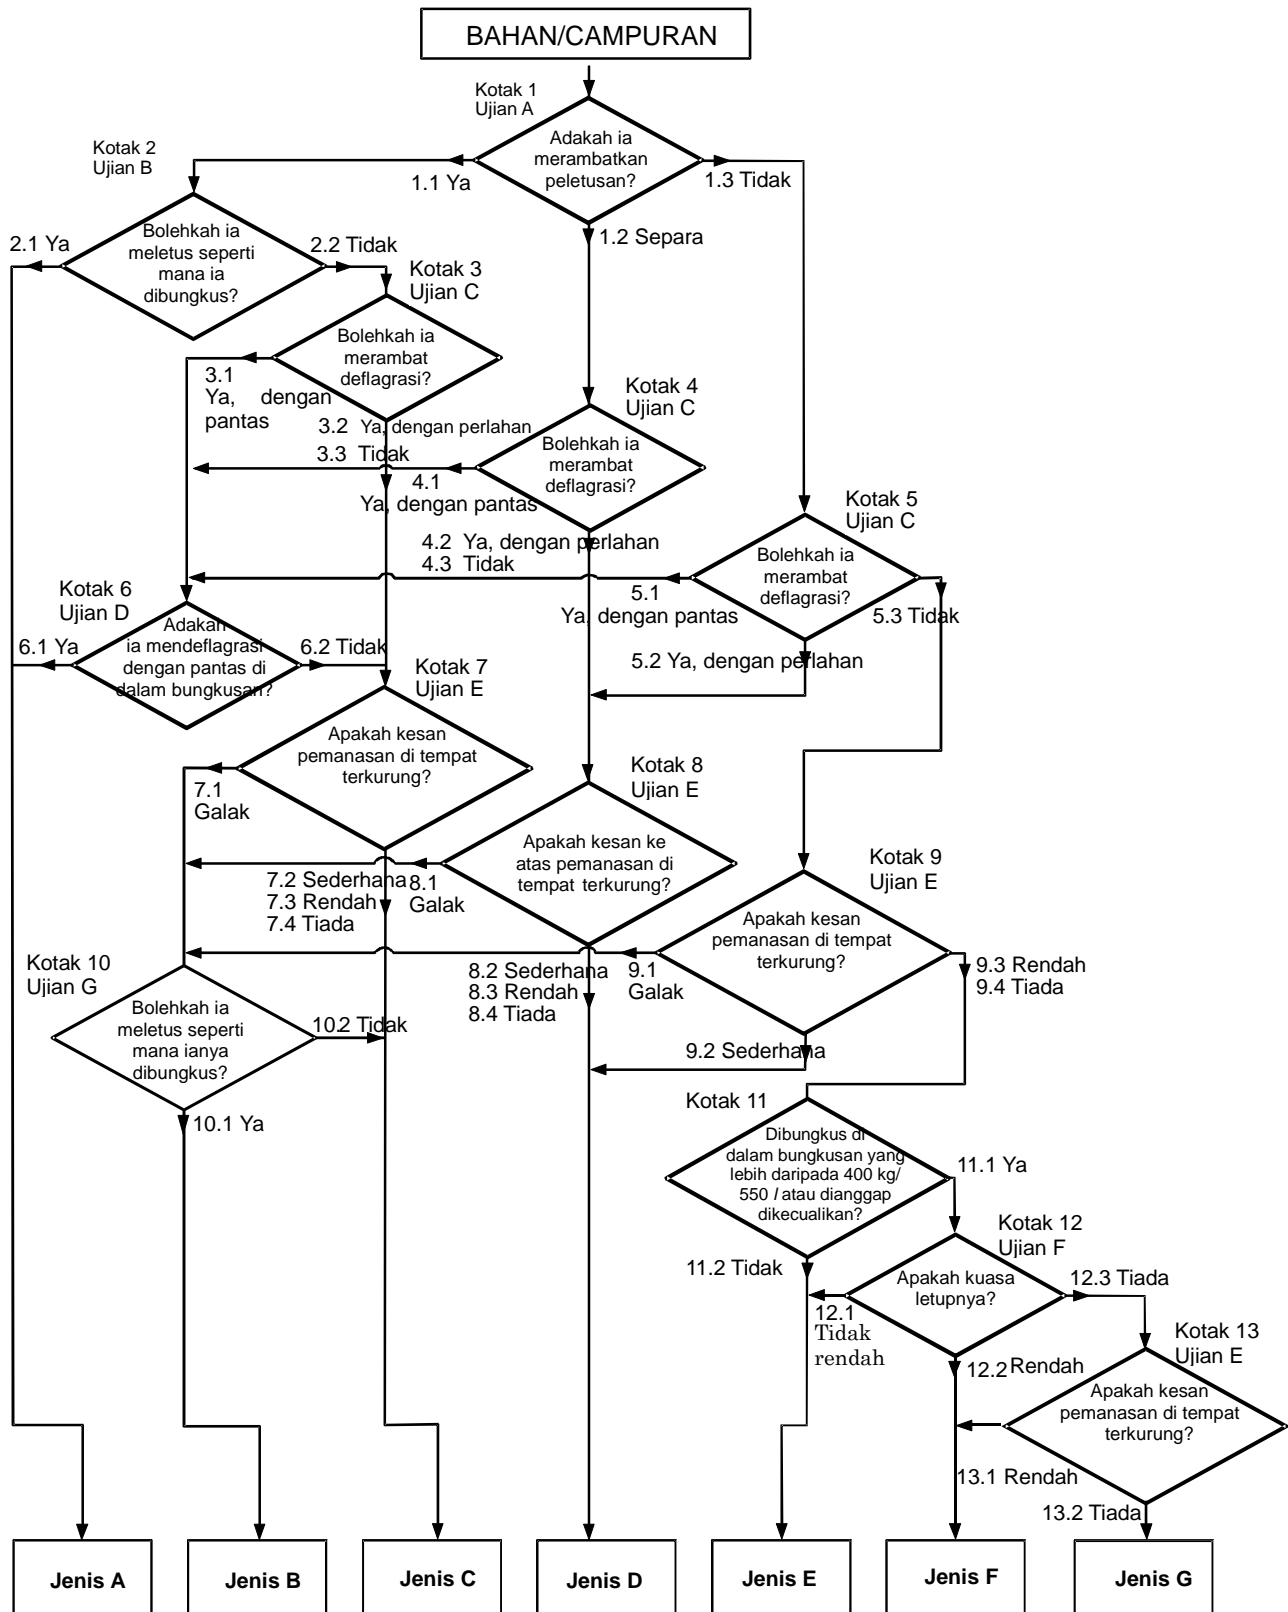 BAHAN/CAMPURAN
Kotak 1
Ujian A
Adakah ia
merambatkan
peletusan?
1.1 Ya
1.3 Tidak
1.2 Separa
Kotak 2
Ujian B
Bolehkah ia
meletus seperti
mana ia
dibungkus?
2.1 Ya
2.2 Tidak
Kotak 3
Ujian C
Bolehkah ia
merambat
deflagrasi?
3.1
Ya, dengan
pantas
3.2 Ya, dengan perlahan
3.3 Tidak
Kotak 4
Ujian C
Bolehkah ia
merambat
deflagrasi?
4.1
Ya, dengan pantas
4.2 Ya, dengan perlahan
4.3 Tidak
Kotak 5
Ujian C
Bolehkah ia
merambat
deflagrasi?
5.1
Ya, dengan pantas
5.3 Tidak
5.2 Ya, dengan perlahan
Kotak 6
Ujian D
Adakah
ia mendeflagrasi
dengan pantas di
dalam bungkusan?
6.1 Ya
6.2 Tidak
Kotak 7
Ujian E
Apakah kesan
pemanasan di tempat
terkurung?
7.1
Galak
7.2 Sederhana
7.3 Rendah
7.4 Tiada
Kotak 8
Ujian E
Apakah kesan ke
atas pemanasan di
tempat terkurung?
8.1
Galak
8.2 Sederhana
8.3 Rendah
8.4 Tiada
Kotak 9
Ujian E
Apakah kesan
pemanasan di tempat
terkurung?
9.1
Galak
9.3 Rendah
9.4 Tiada
9.2 Sederhana
Kotak 10
Ujian G
Bolehkah ia
meletus seperti
mana ianya
dibungkus?
10.2 Tidak
10.1 Ya
Kotak 11
Dibungkus di
dalam bungkusan yang
lebih daripada 400 kg/
550 l atau dianggap
dikecualikan?
11.1 Ya
11.2 Tidak
Kotak 12
Ujian F
Apakah kuasa
letupnya?
12.3 Tiada
12.1
Tidak
rendah
12.2 Rendah
Kotak 13
Ujian E
Apakah kesan
pemanasan di tempat
terkurung?
13.1 Rendah
13.2 Tiada
Jenis A
Jenis B
Jenis C
Jenis D
Jenis E
Jenis F
Jenis G